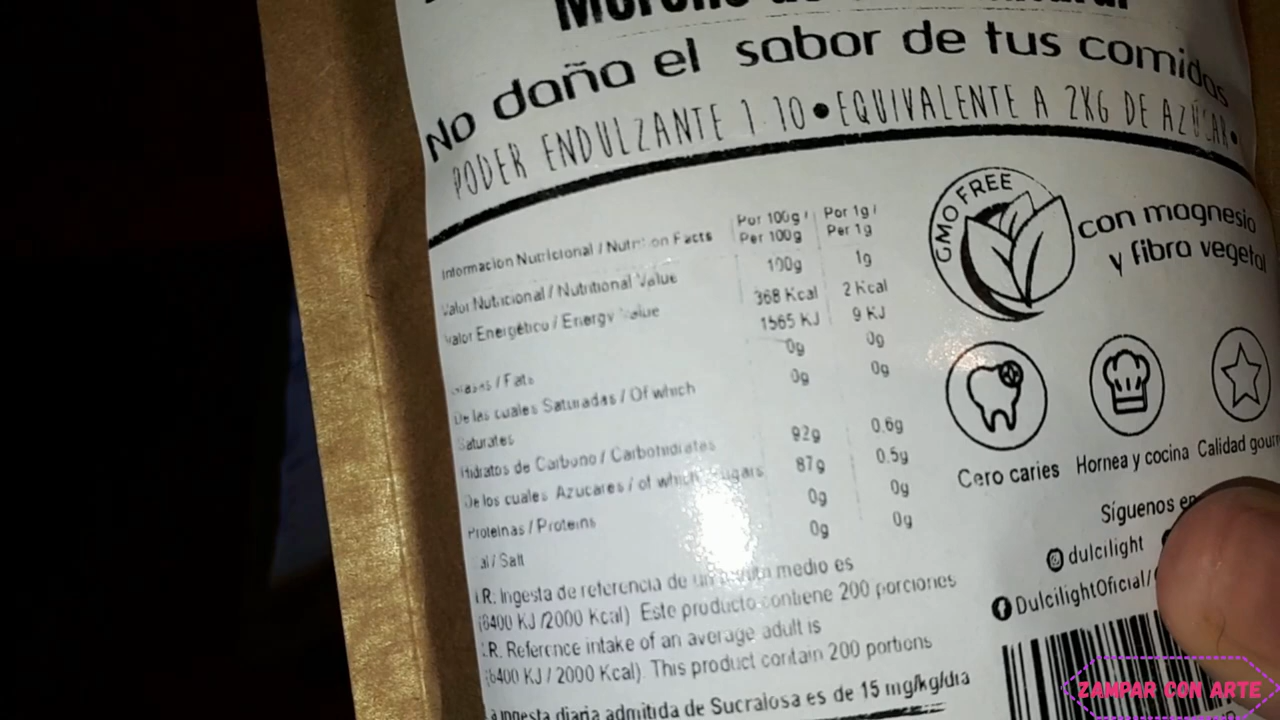 No daña el sabor de tus comidas
PODER ENDULZANTE 1 10 • EQUIVALENTE A 2KG DE AZÚCAR •
Informacion Nutricional / Nutrition Facts
Por 100g / Por 1g /
Per 100g Per 1g
Valor Nutricional / Nutritional Value 100g 1g
Valor Energético / Energy Value 368 Kcal 2 Kcal
1565 KJ 9 KJ
/ Fats 0g 0g
De las cuales Saturadas / Of which
Saturates 0g 0g
Hidratos de Carbono / Carbohidrates 92g 0.6g
De los cuales Azucares / of which Sugars 87g 0.5g
Proteinas / Proteins 0g 0g
al / Salt 0g 0g
I.R: Ingesta de referencia de un medio es
(8400 KJ /2000 Kcal) Este producto contiene 200 porciones
.R. Reference intake of an average adult is
(8400 KJ / 2000 Kcal). This product contain 200 portions
ingesta diaria admitida de Sucralosa es de 15 mg/kg/dia
GMO FREE
con magnesio
y fibra vegetal
Cero caries
Hornea y cocina
Calidad gour
Síguenos en
dulcilight
DulcilightOficial/
ZAMPAR CON ARTE